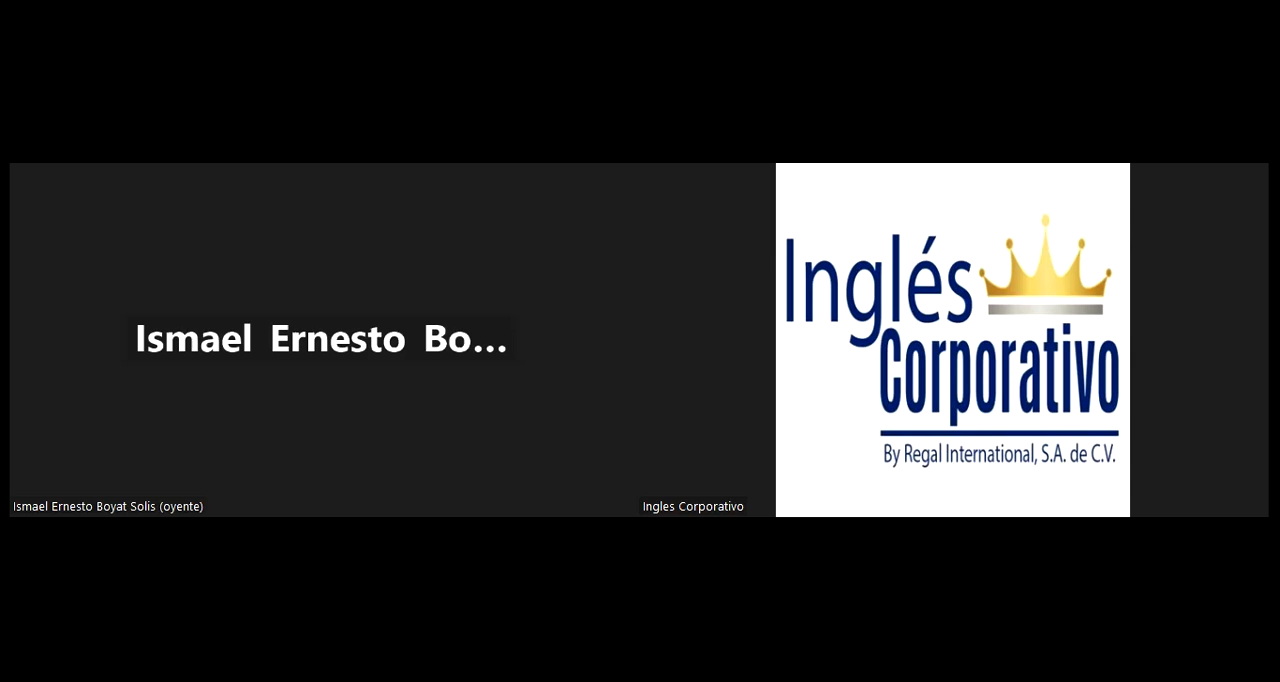 Ismael Ernesto Bo...
Ismael Ernesto Boyat Solis (oyente)
Inglés
Corporativo
By Regal International, S.A. de C.V.
Ingles Corporativo